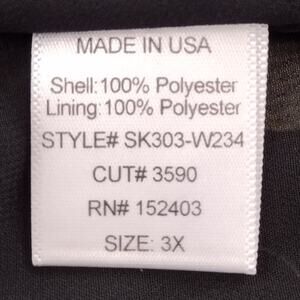 MADE IN USA
Shell:100% Polyester
Lining:100% Polyester
STYLE# SK303-W234
CUT# 3590
RN# 152403
SIZE: 3X